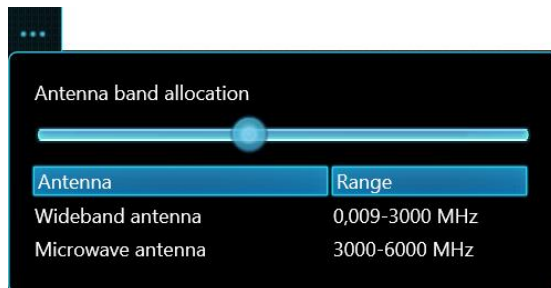 ...
Antenna band allocation
Antenna Range
Wideband antenna 0,009-3000 MHz
Microwave antenna 3000-6000 MHz